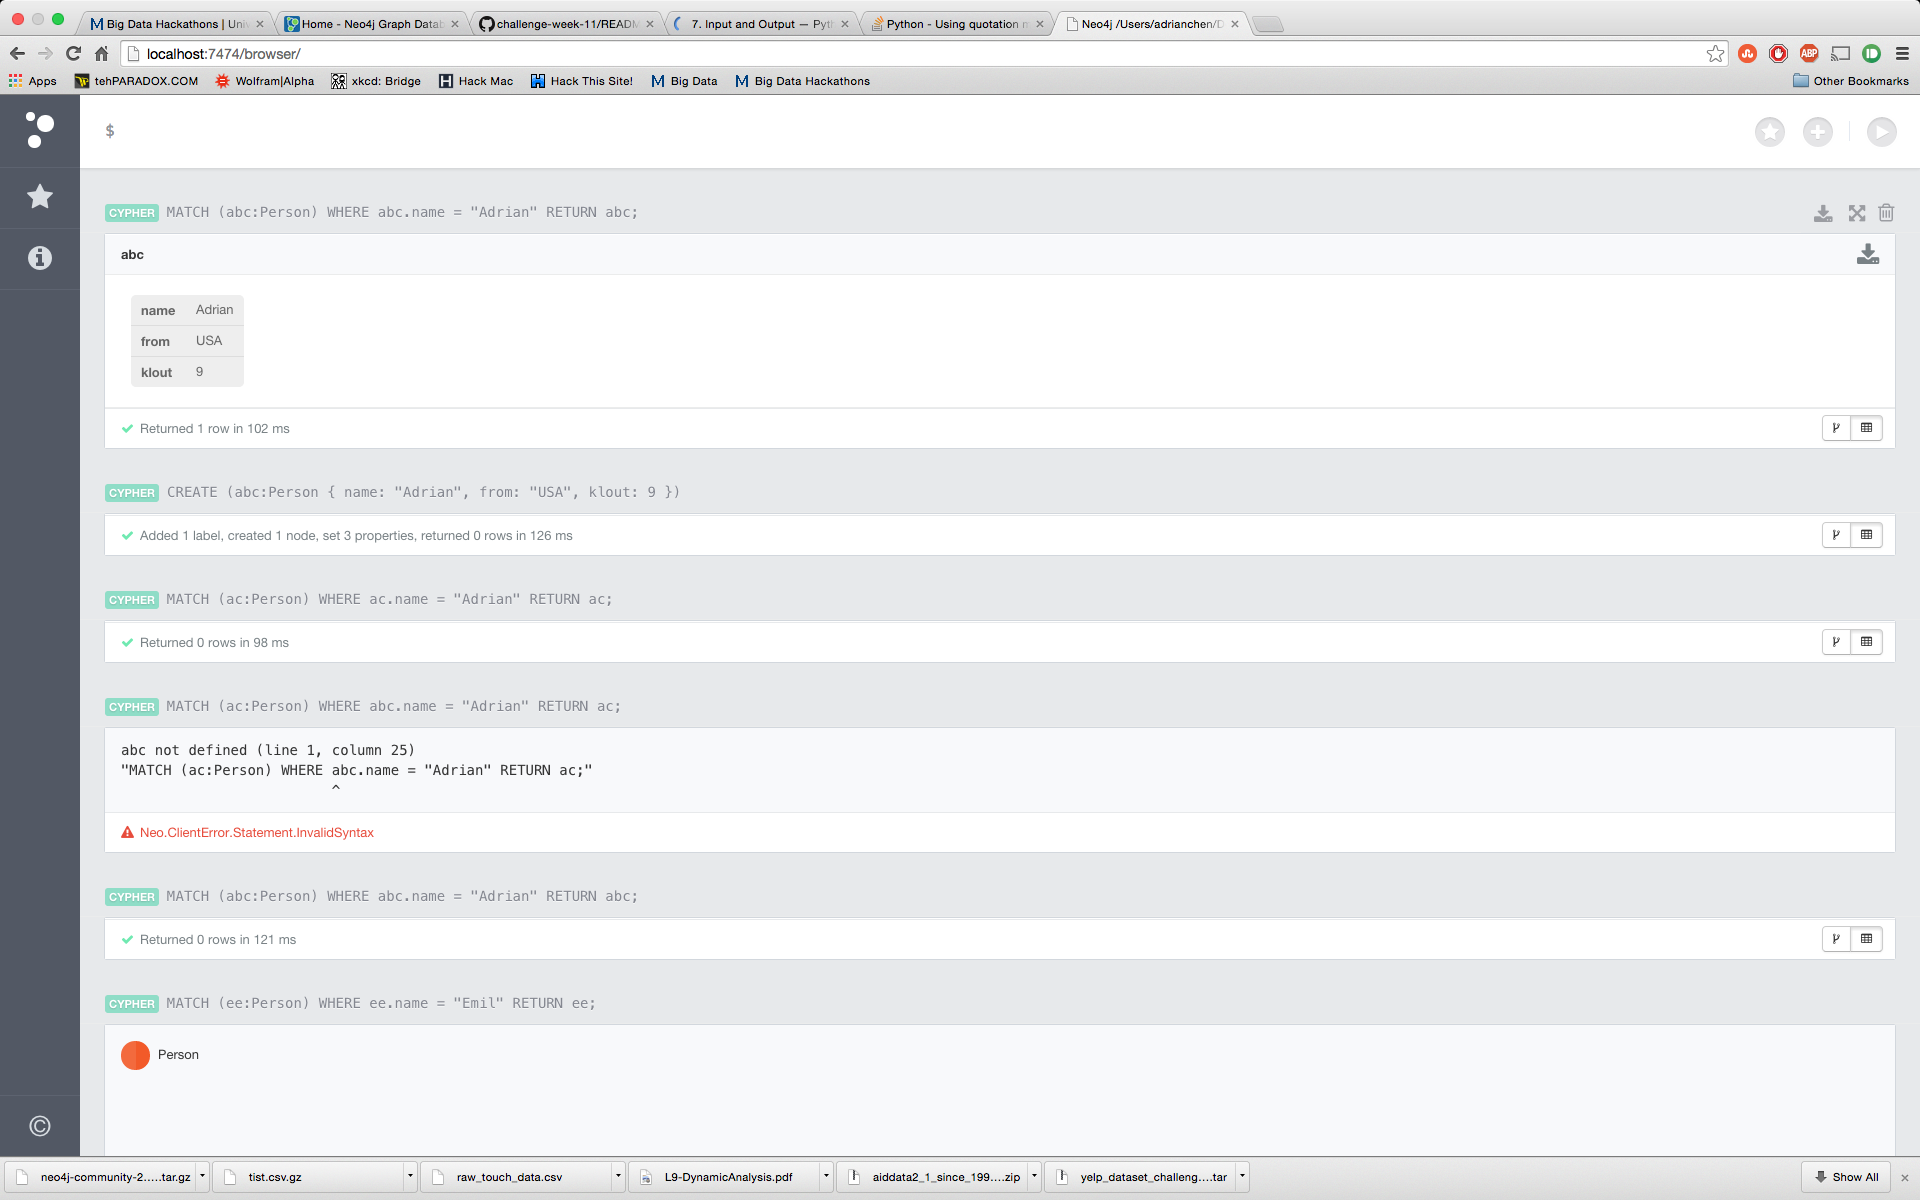 Big Data Hackathons | Uni
Home - Neo4j Graph Datab
challenge-week-11/READM
7. Input and Output — Pyth
Python - Using quotation m
Neo4j /Users/adrianchen/D
localhost:7474/browser/
ABP
Apps
tehPARADOX.COM
Wolfram|Alpha
xkcd: Bridge
Hack Mac
Hack This Site!
Big Data
Big Data Hackathons
Other Bookmarks
$
CYPHER MATCH (abc:Person) WHERE abc.name = "Adrian" RETURN abc;
abc
name Adrian
from USA
klout 9
Returned 1 row in 102 ms
CYPHER CREATE (abc:Person { name: "Adrian", from: "USA", klout: 9 })
Added 1 label, created 1 node, set 3 properties, returned 0 rows in 126 ms
CYPHER MATCH (ac:Person) WHERE ac.name = "Adrian" RETURN ac;
Returned 0 rows in 98 ms
CYPHER MATCH (ac:Person) WHERE abc.name = "Adrian" RETURN ac;
abc not defined (line 1, column 25)
"MATCH (ac:Person) WHERE abc.name = "Adrian" RETURN ac;"
^
Neo.ClientError.Statement.InvalidSyntax
CYPHER MATCH (abc:Person) WHERE abc.name = "Adrian" RETURN abc;
Returned 0 rows in 121 ms
CYPHER MATCH (ee:Person) WHERE ee.name = "Emil" RETURN ee;
Person
©
neo4j-community-2.....tar.gz
tist.csv.gz
raw_touch_data.csv
L9-DynamicAnalysis.pdf
aiddata2_1_since_199....zip
yelp_dataset_challeng....tar
Show All